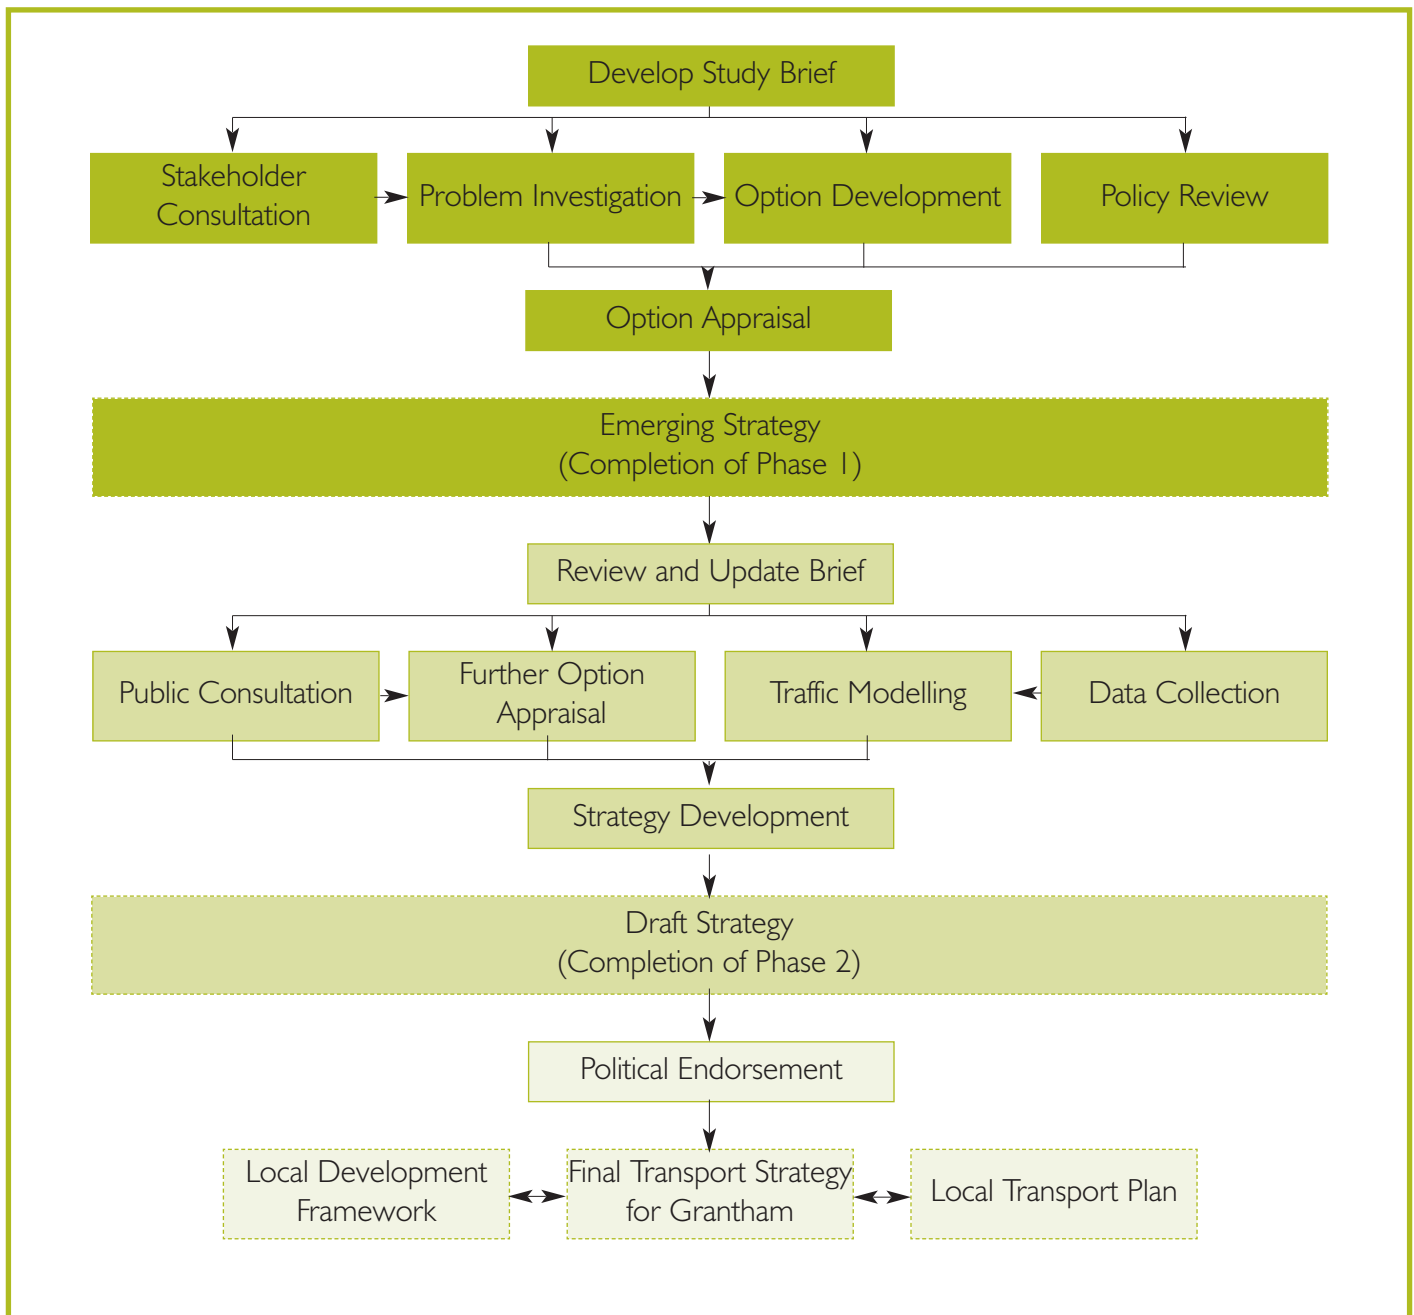 Develop Study Brief
Stakeholder
Consultation
Problem Investigation
Option Development
Policy Review
Option Appraisal
Emerging Strategy
(Completion of Phase 1)
Review and Update Brief
Public Consultation
Further Option
Appraisal
Traffic Modelling
Data Collection
Strategy Development
Draft Strategy
(Completion of Phase 2)
Political Endorsement
Local Development
Framework
Final Transport Strategy
for Grantham
Local Transport Plan